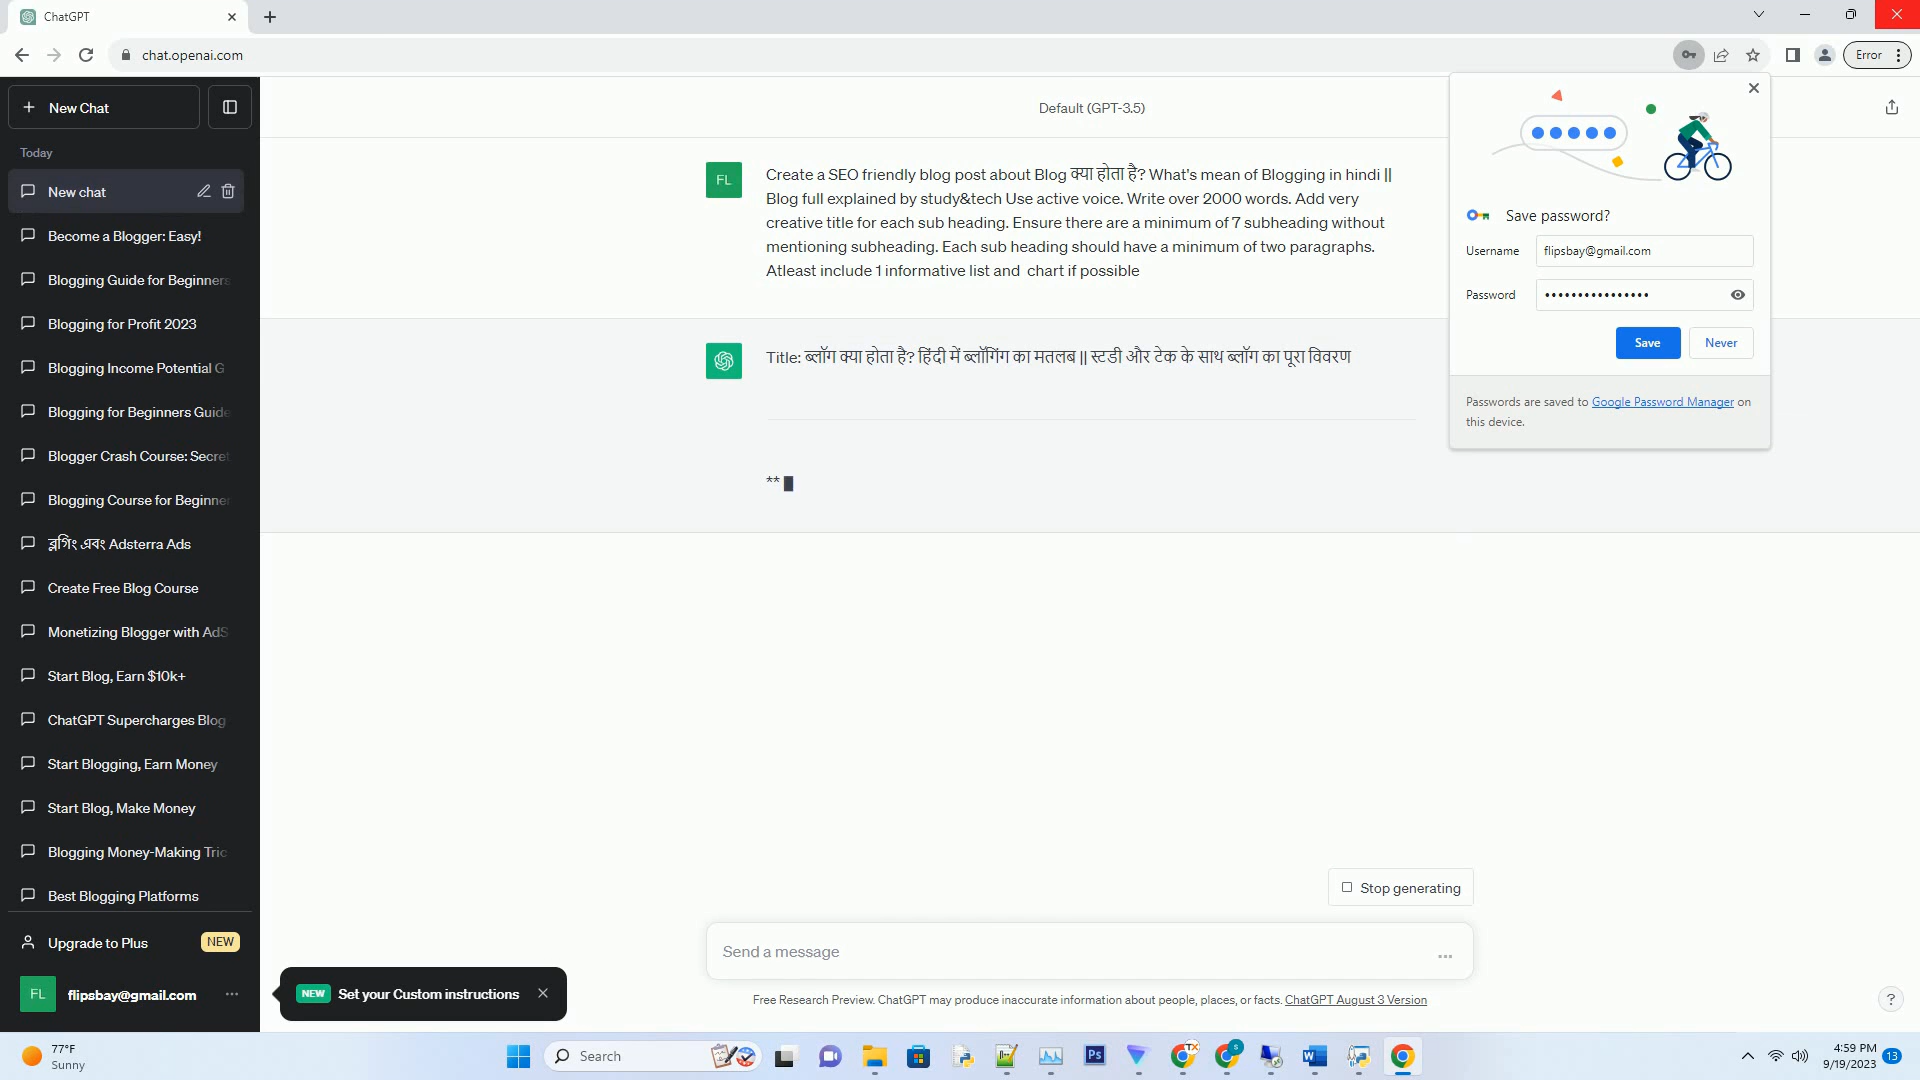 ChatGPT
chat.openai.com
Error
New Chat
Today
New chat
Become a Blogger: Easy!
Blogging Guide for Beginners
Blogging for Profit 2023
Blogging Income Potential G
Blogging for Beginners Guide
Blogger Crash Course: Secret
Blogging Course for Beginner
ব্লগিং এবং Adsterra Ads
Create Free Blog Course
Monetizing Blogger with AdS
Start Blog, Earn $10k+
ChatGPT Supercharges Blog
Start Blogging, Earn Money
Start Blog, Make Money
Blogging Money-Making Tric
Best Blogging Platforms
Upgrade to Plus NEW
FL flipsbay@gmail.com
NEW Set your Custom instructions
Default (GPT-3.5)
FL
Create a SEO friendly blog post about Blog क्या होता है? What's mean of Blogging in hindi ||
Blog full explained by study&tech Use active voice. Write over 2000 words. Add very
creative title for each sub heading. Ensure there are a minimum of 7 subheading without
mentioning subheading. Each sub heading should have a minimum of two paragraphs.
Atleast include 1 informative list and  chart if possible
Title: ब्लॉग क्या होता है? हिंदी में ब्लॉगिंग का मतलब || स्टडी और टेक के साथ ब्लॉग का पूरा विवरण
**
Save password?
Username flipsbay@gmail.com
Password ••••••••••••••••
Save Never
Passwords are saved to Google Password Manager on
this device.
Stop generating
Send a message
Free Research Preview. ChatGPT may produce inaccurate information about people, places, or facts. ChatGPT August 3 Version
?
77°F
Sunny
Search
Ps
4:59 PM
9/19/2023
13